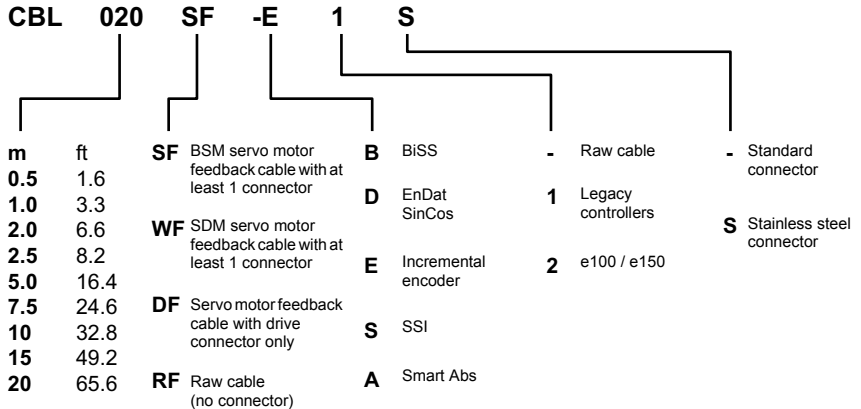 CBL 020 SF -E 1 S
m ft
0.5 1.6
1.0 3.3
2.0 6.6
2.5 8.2
5.0 16.4
7.5 24.6
10 32.8
15 49.2
20 65.6
SF BSM servo motor
feedback cable with at
least 1 connector
WF SDM servo motor
feedback cable with at
least 1 connector
DF Servo motor feedback
cable with drive
connector only
RF Raw cable
(no connector)
B BiSS
D EnDat
SinCos
E Incremental
encoder
S SSI
A Smart Abs
- Raw cable
1 Legacy
controllers
2 e100 / e150
- Standard
connector
S Stainless steel
connector